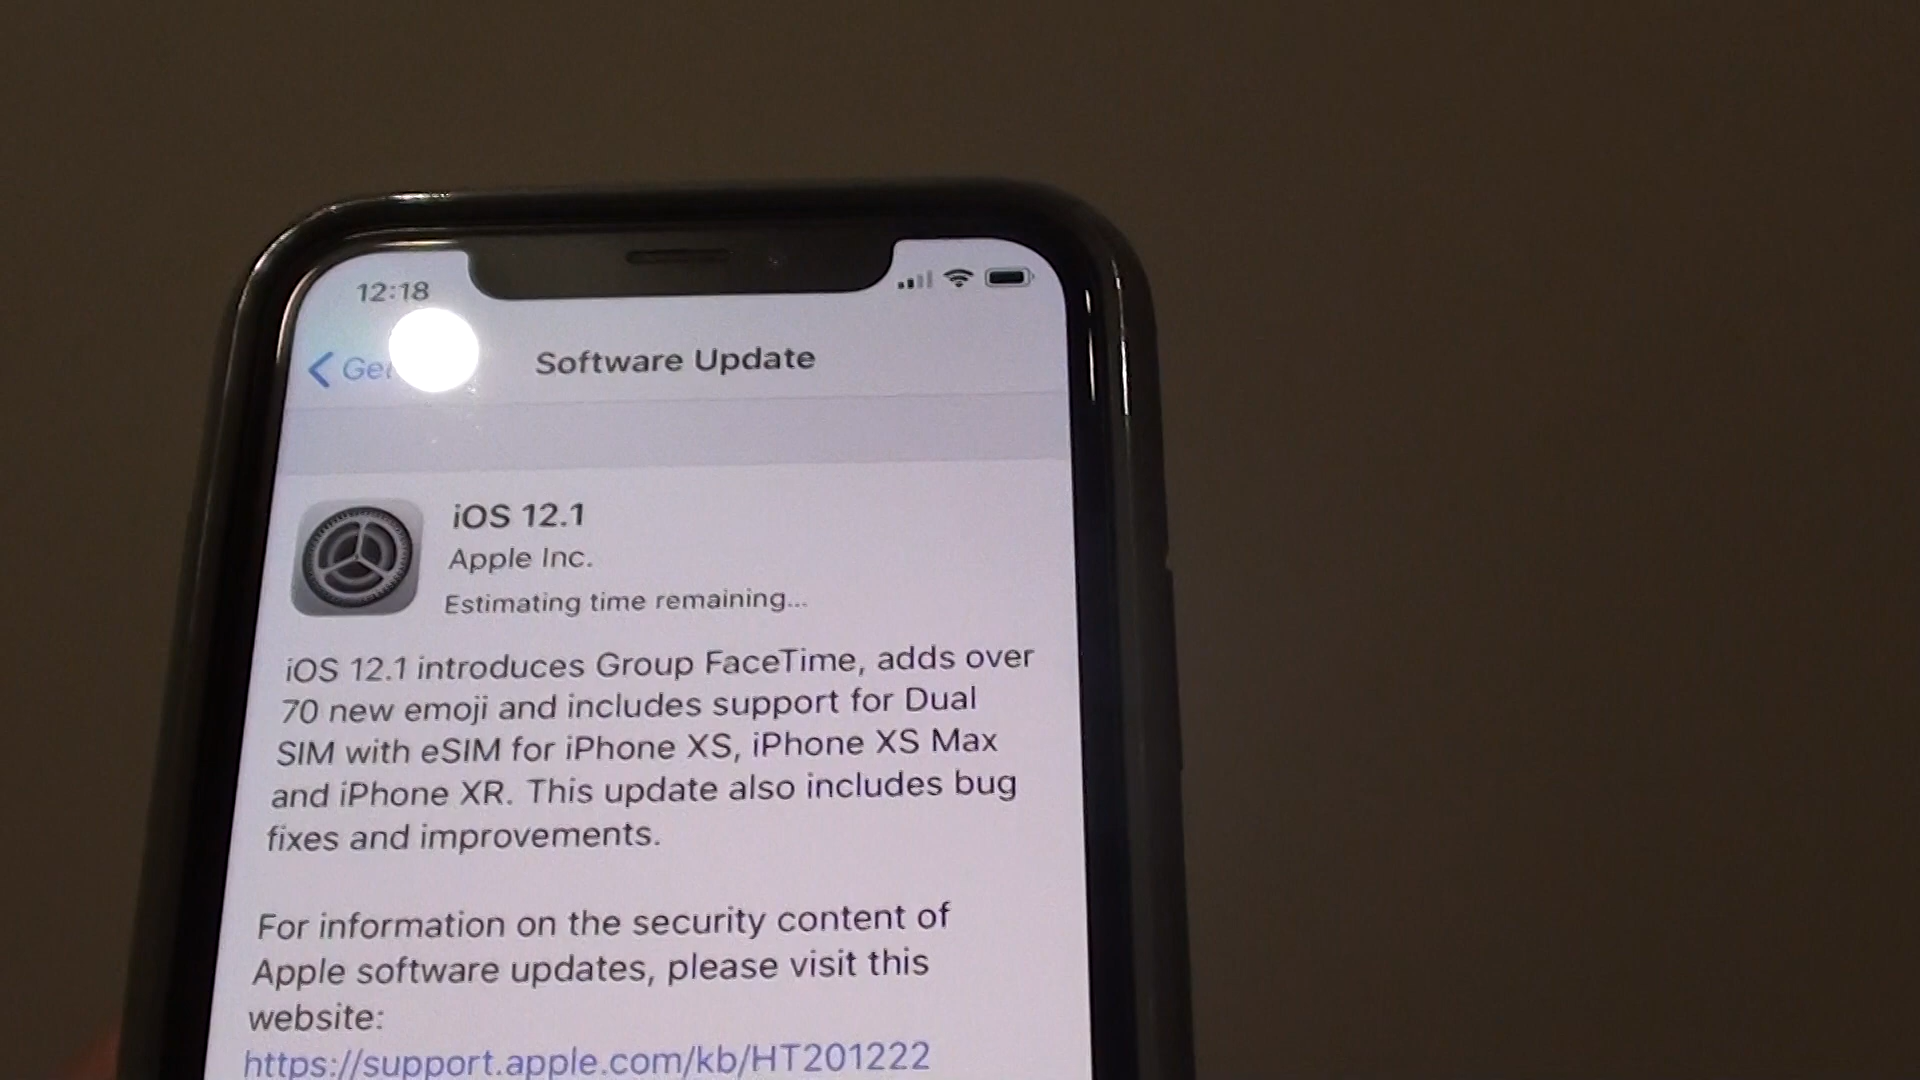 12:18
Software Update
iOS 12.1
Apple Inc.
Estimating time remaining...
iOS 12.1 introduces Group FaceTime, adds over
70 new emoji and includes support for Dual
SIM with eSIM for iPhone XS, iPhone XS Max
and iPhone XR. This update also includes bug
fixes and improvements.
For information on the security content of
Apple software updates, please visit this
website:
https://support.apple.com/kb/HT201222